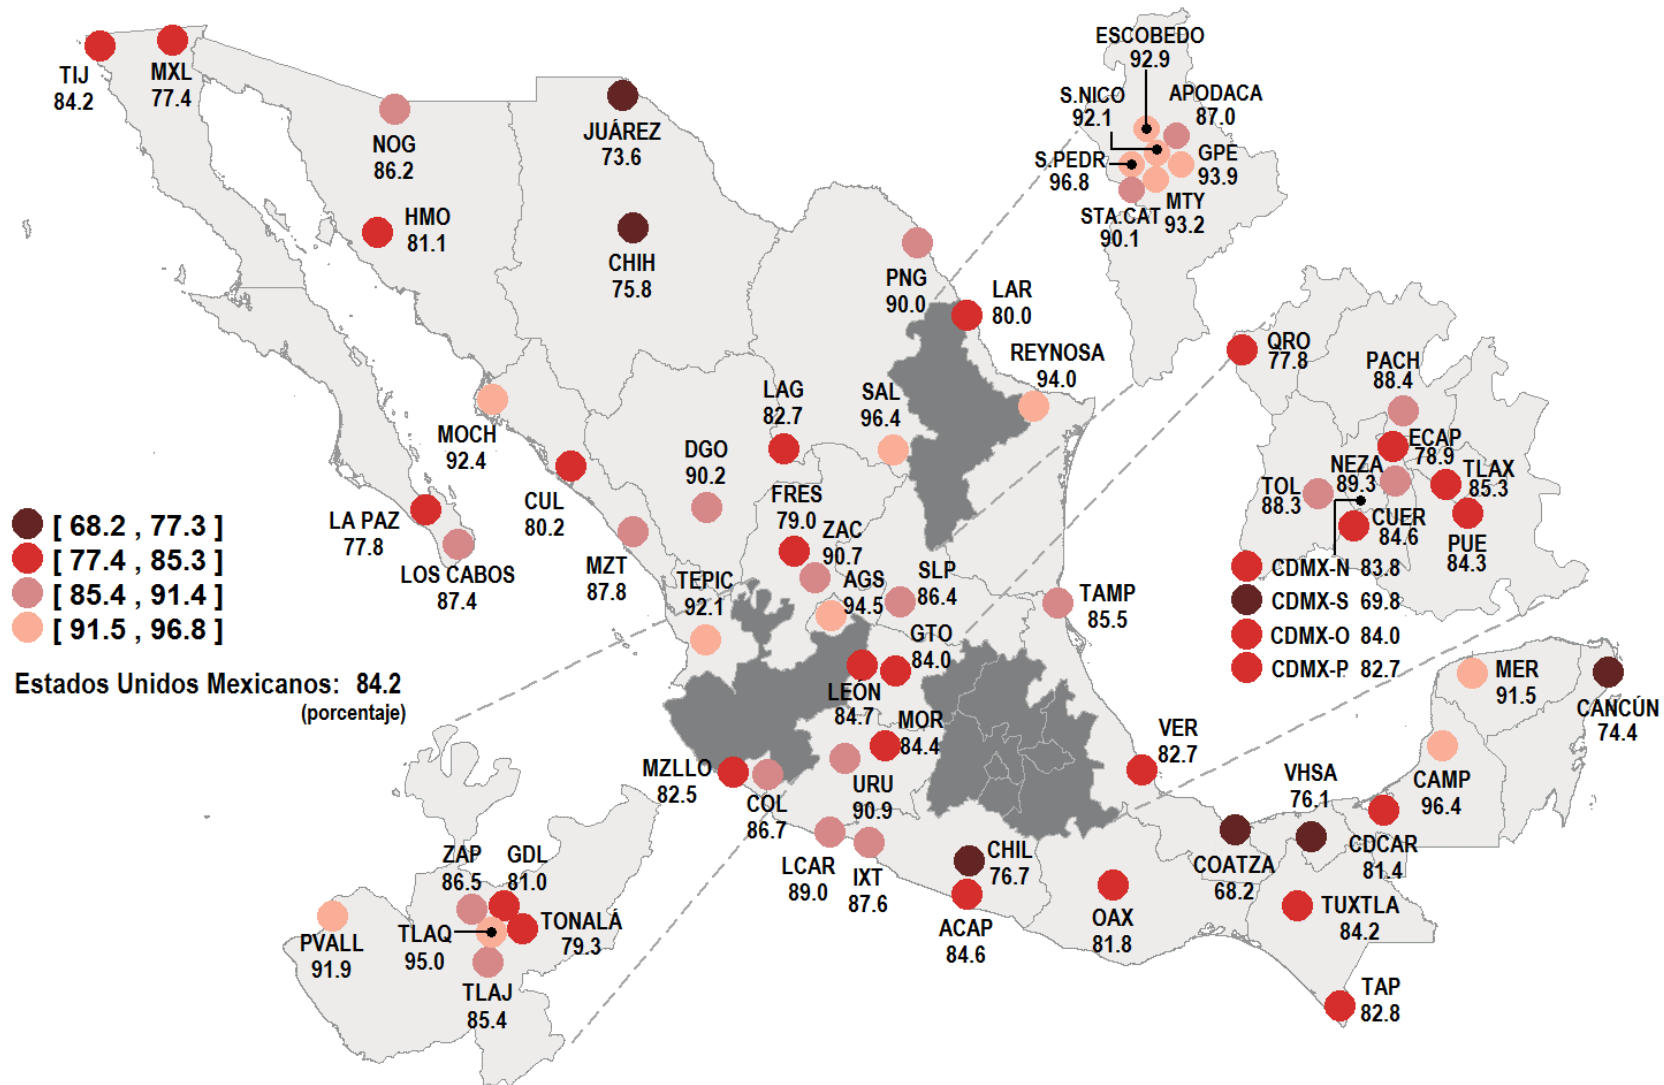 TIJ
84.2
MXL
77.4
NOG
86.2
HMO
81.1
JUÁREZ
73.6
CHIH
75.8
ESCOBEDO
92.9
S.NICO
92.1
APODACA
87.0
S.PEDR
96.8
GPE
93.9
STA.CAT
90.1
MTY
93.2
PNG
90.0
LAR
80.0
REYNOSA
94.0
QRO
77.8
PACH
88.4
ECAP
78.9
NEZA
89.3
TLAX
85.3
TOL
88.3
CUER
84.6
PUE
84.3
CDMX-N 83.8
CDMX-S 69.8
CDMX-O 84.0
CDMX-P 82.7
LAG
82.7
SAL
96.4
MOCH
92.4
DGO
90.2
CUL
80.2
FRES
79.0
ZAC
90.7
LA PAZ
77.8
LOS CABOS
87.4
MZT
87.8
TEPIC
92.1
AGS
94.5
SLP
86.4
TAMP
85.5
GTO
84.0
LEÓN
84.7
MOR
84.4
[ 68.2 , 77.3 ]
[ 77.4 , 85.3 ]
[ 85.4 , 91.4 ]
[ 91.5 , 96.8 ]
Estados Unidos Mexicanos: 84.2
(porcentaje)
MZLLO
82.5
COL
86.7
URU
90.9
VER
82.7
MER
91.5
CANCÚN
74.4
CAMP
96.4
VHSA
76.1
CDCAR
81.4
COATZA
68.2
LCAR
89.0
IXT
87.6
CHIL
76.7
ACAP
84.6
OAX
81.8
TUXTLA
84.2
TAP
82.8
ZAP
86.5
GDL
81.0
PVALL
91.9
TLAQ
95.0
TONALÁ
79.3
TLAJ
85.4